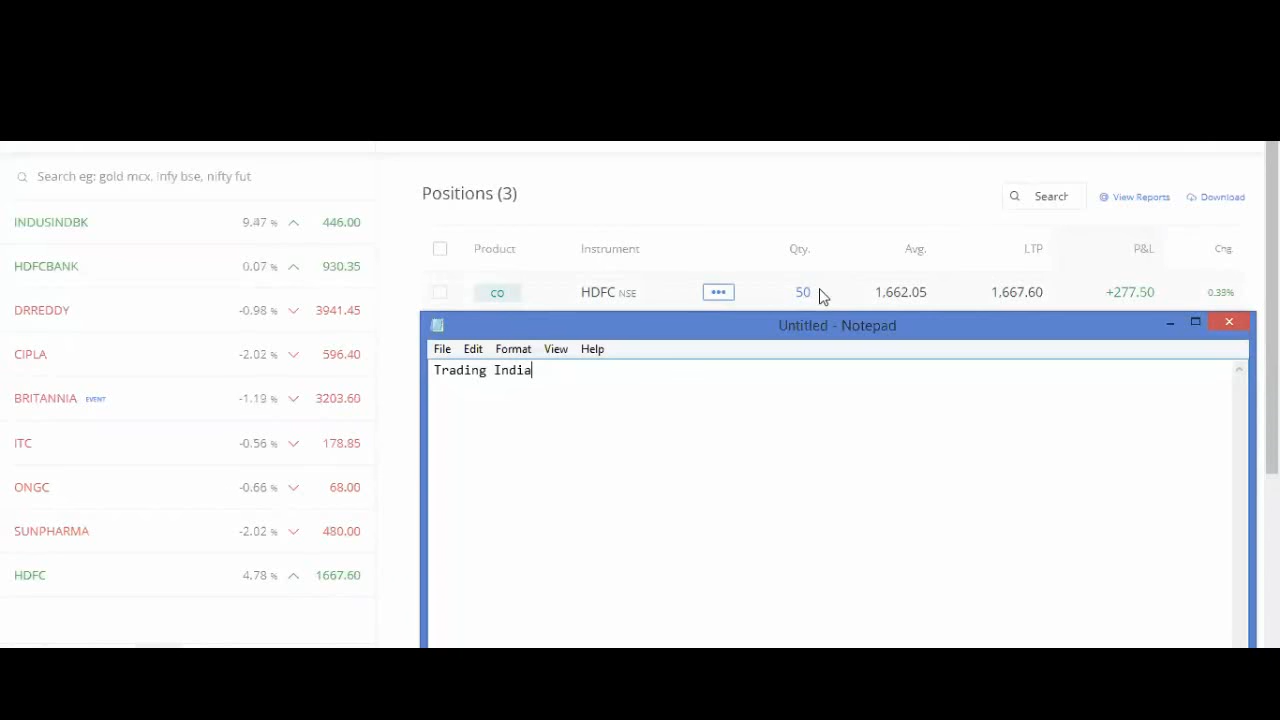 Search eg: gold mcx, infy bse, nifty fut
INDUSINDBK 9.47 % 446.00
HDFCBANK 0.07 % 930.35
DRREDDY -0.98 % 3941.45
CIPLA -2.02 % 596.40
BRITANNIA EVENT -1.19 % 3203.60
ITC -0.56 % 178.85
ONGC -0.66 % 68.00
SUNPHARMA -2.02 % 480.00
HDFC 4.78 % 1667.60
Positions (3)
Search View Reports Download
Product Instrument Qty. Avg. LTP P&L Chg.
CO HDFC NSE ••• 50 1,662.05 1,667.60 +277.50 0.33%
Untitled - Notepad
File Edit Format View Help
Trading India